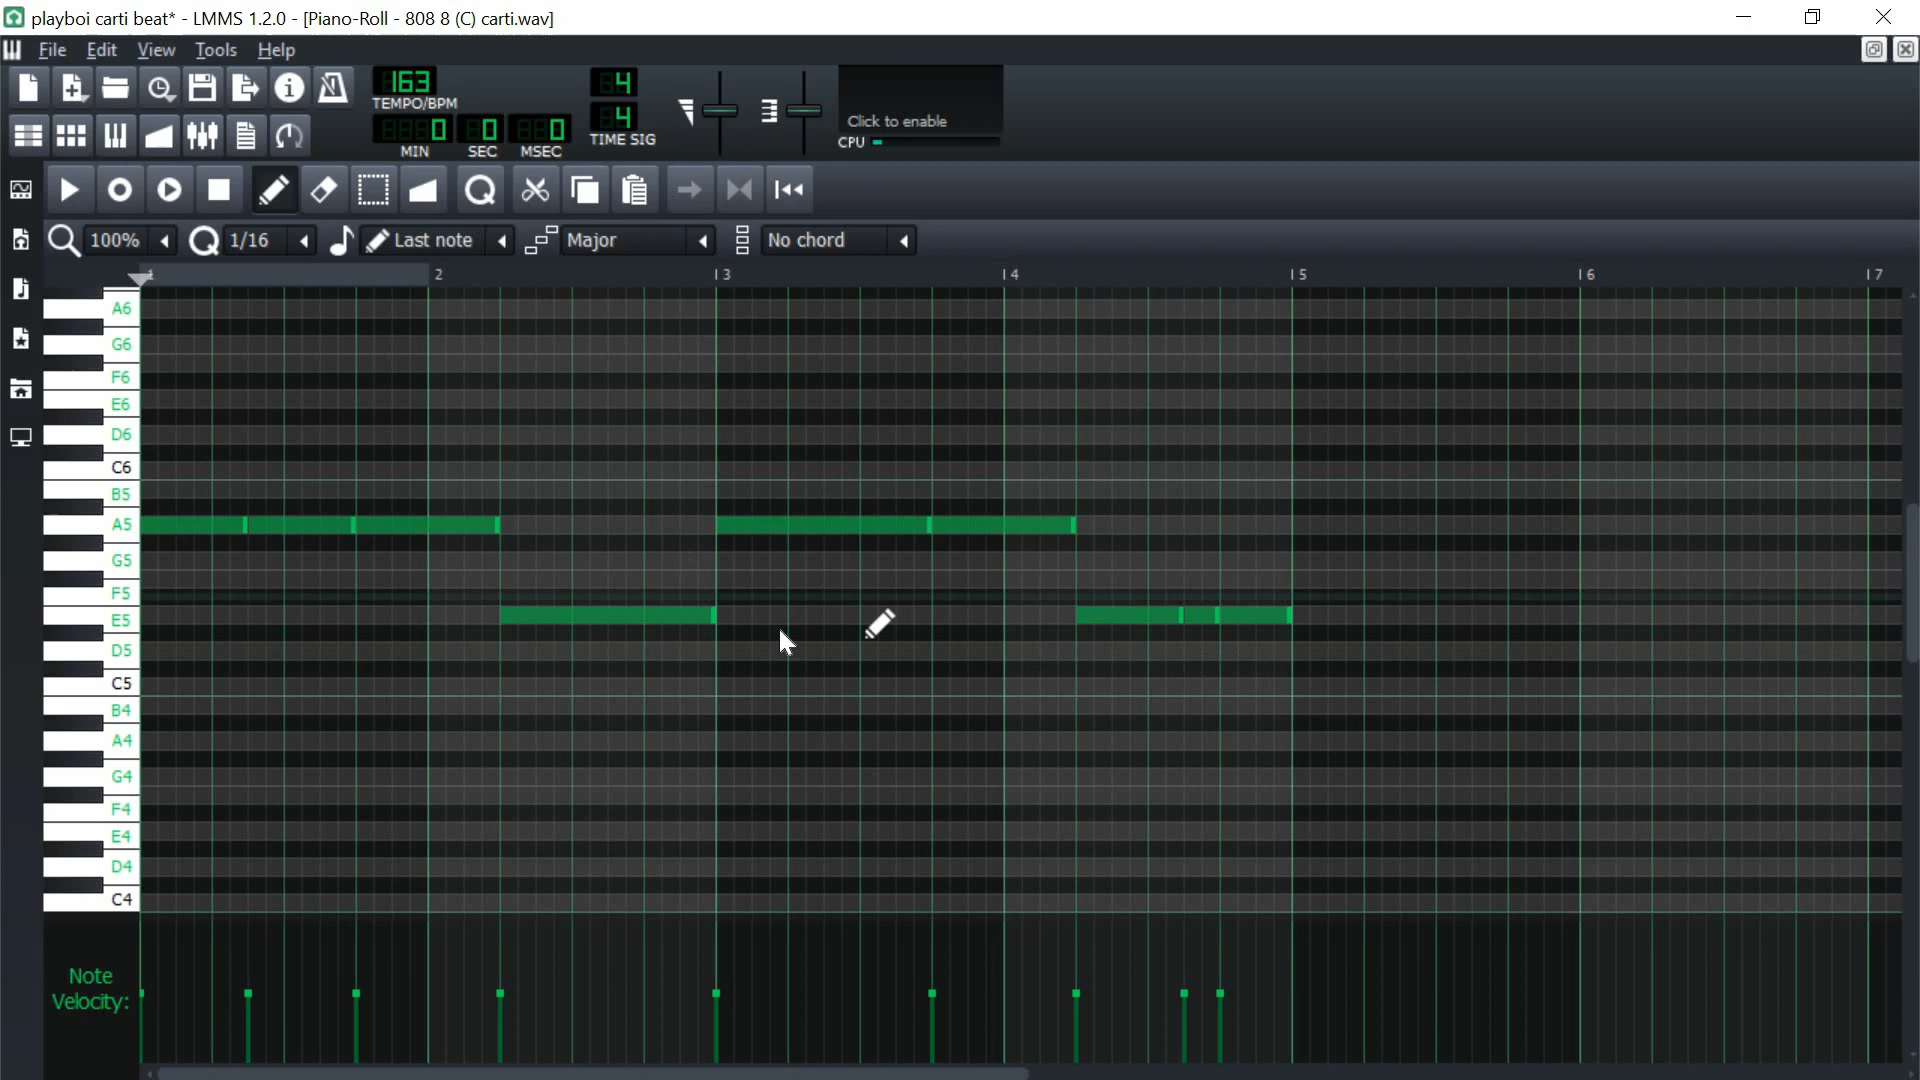 playboi carti beat* - LMMS 1.2.0 - [Piano-Roll - 808 8 (C) carti.wav]
File Edit View Tools Help
163
TEMPO/BPM
0 0 0
MIN SEC MSEC
4
4
TIME SIG
Click to enable
CPU
100% 1/16 Last note Major No chord
1 2 3 4 5 6 7
A6
G6
F6
E6
D6
C6
B5
A5
G5
F5
E5
D5
C5
B4
A4
G4
F4
E4
D4
C4
Note
Velocity: